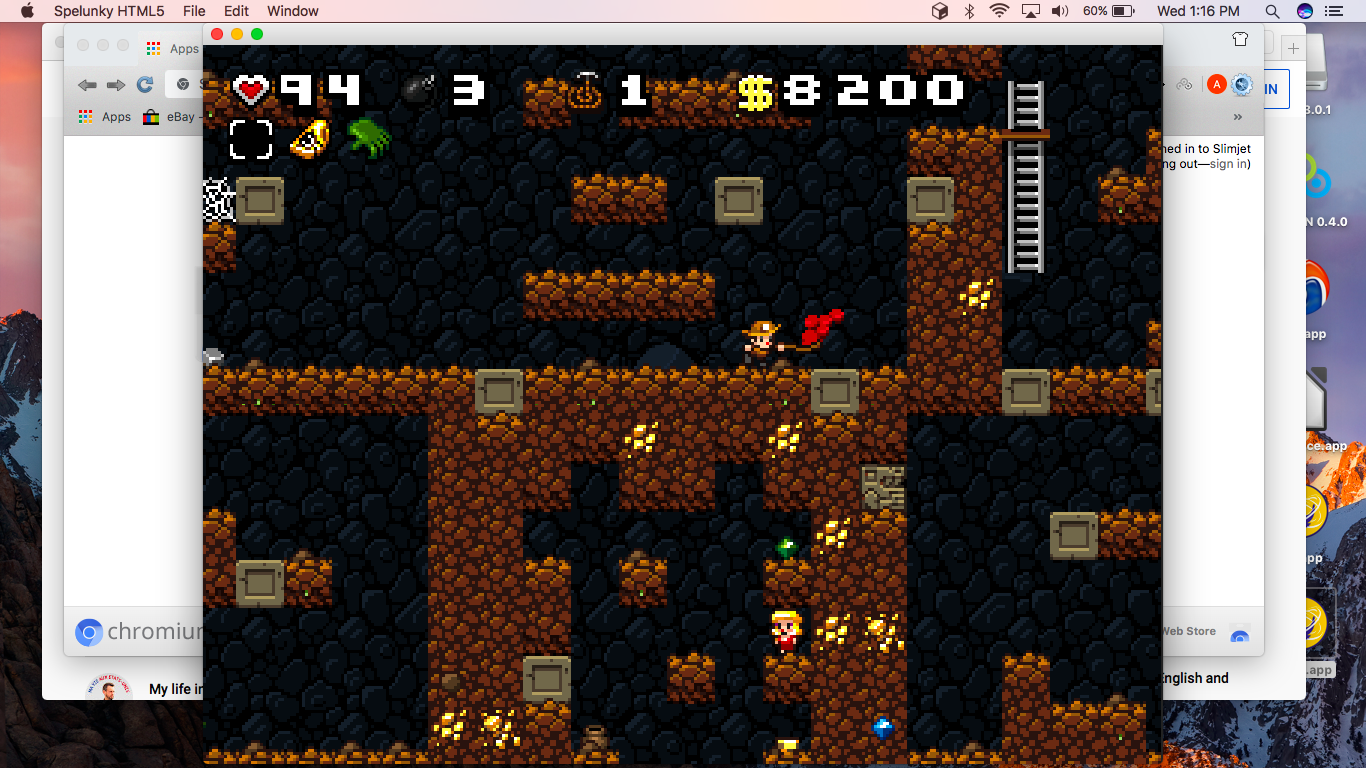 Spelunky HTML5 File Edit Window 60% Wed 1:16 PM
Apps
94 3 1 $8200
A IN
3.0.1
Apps eBay - »
ned in to Slimjet
ng out—sign in)
N 0.4.0
app
ce.app
pp
chromium Web Store
.app
My life in English and